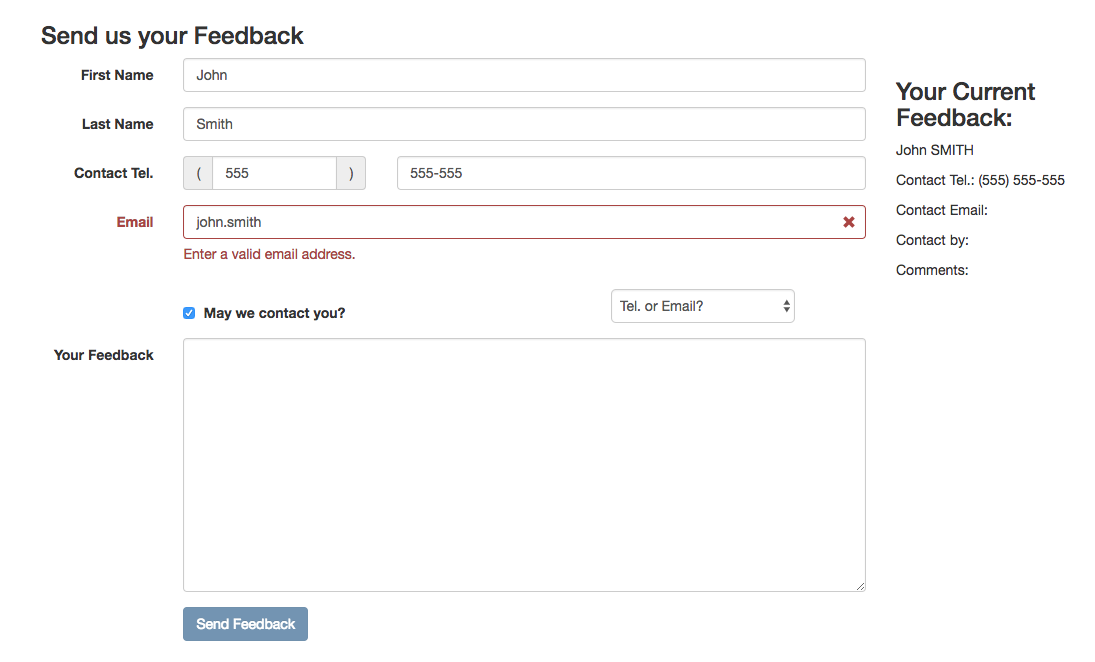 Send us your Feedback
First Name
John
Last Name
Smith
Contact Tel.
( 555 )
555-555
Email
john.smith
Enter a valid email address.
May we contact you?
Tel. or Email?
Your Feedback
Send Feedback
Your Current
Feedback:
John SMITH
Contact Tel.: (555) 555-555
Contact Email:
Contact by:
Comments: